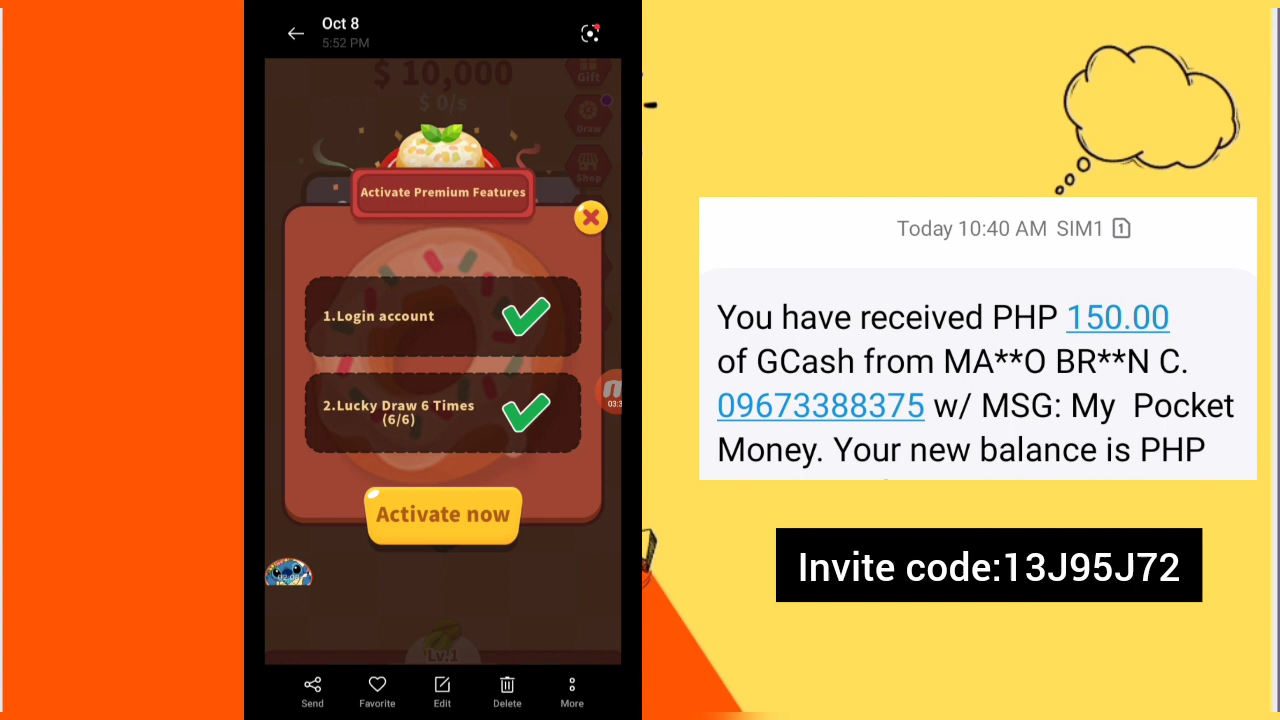 Oct 8
5:52 PM
$ 10,000
$ 0/s
Gift
Draw
Shop
Activate Premium Features
1.Login account
2.Lucky Draw 6 Times
(6/6)
Activate now
Lv.1
Send
Favorite
Edit
Delete
More
Today 10:40 AM SIM1 1
You have received PHP 150.00
of GCash from MA**O BR**N C.
09673388375 w/ MSG: My Pocket
Money. Your new balance is PHP
Invite code:13J95J72